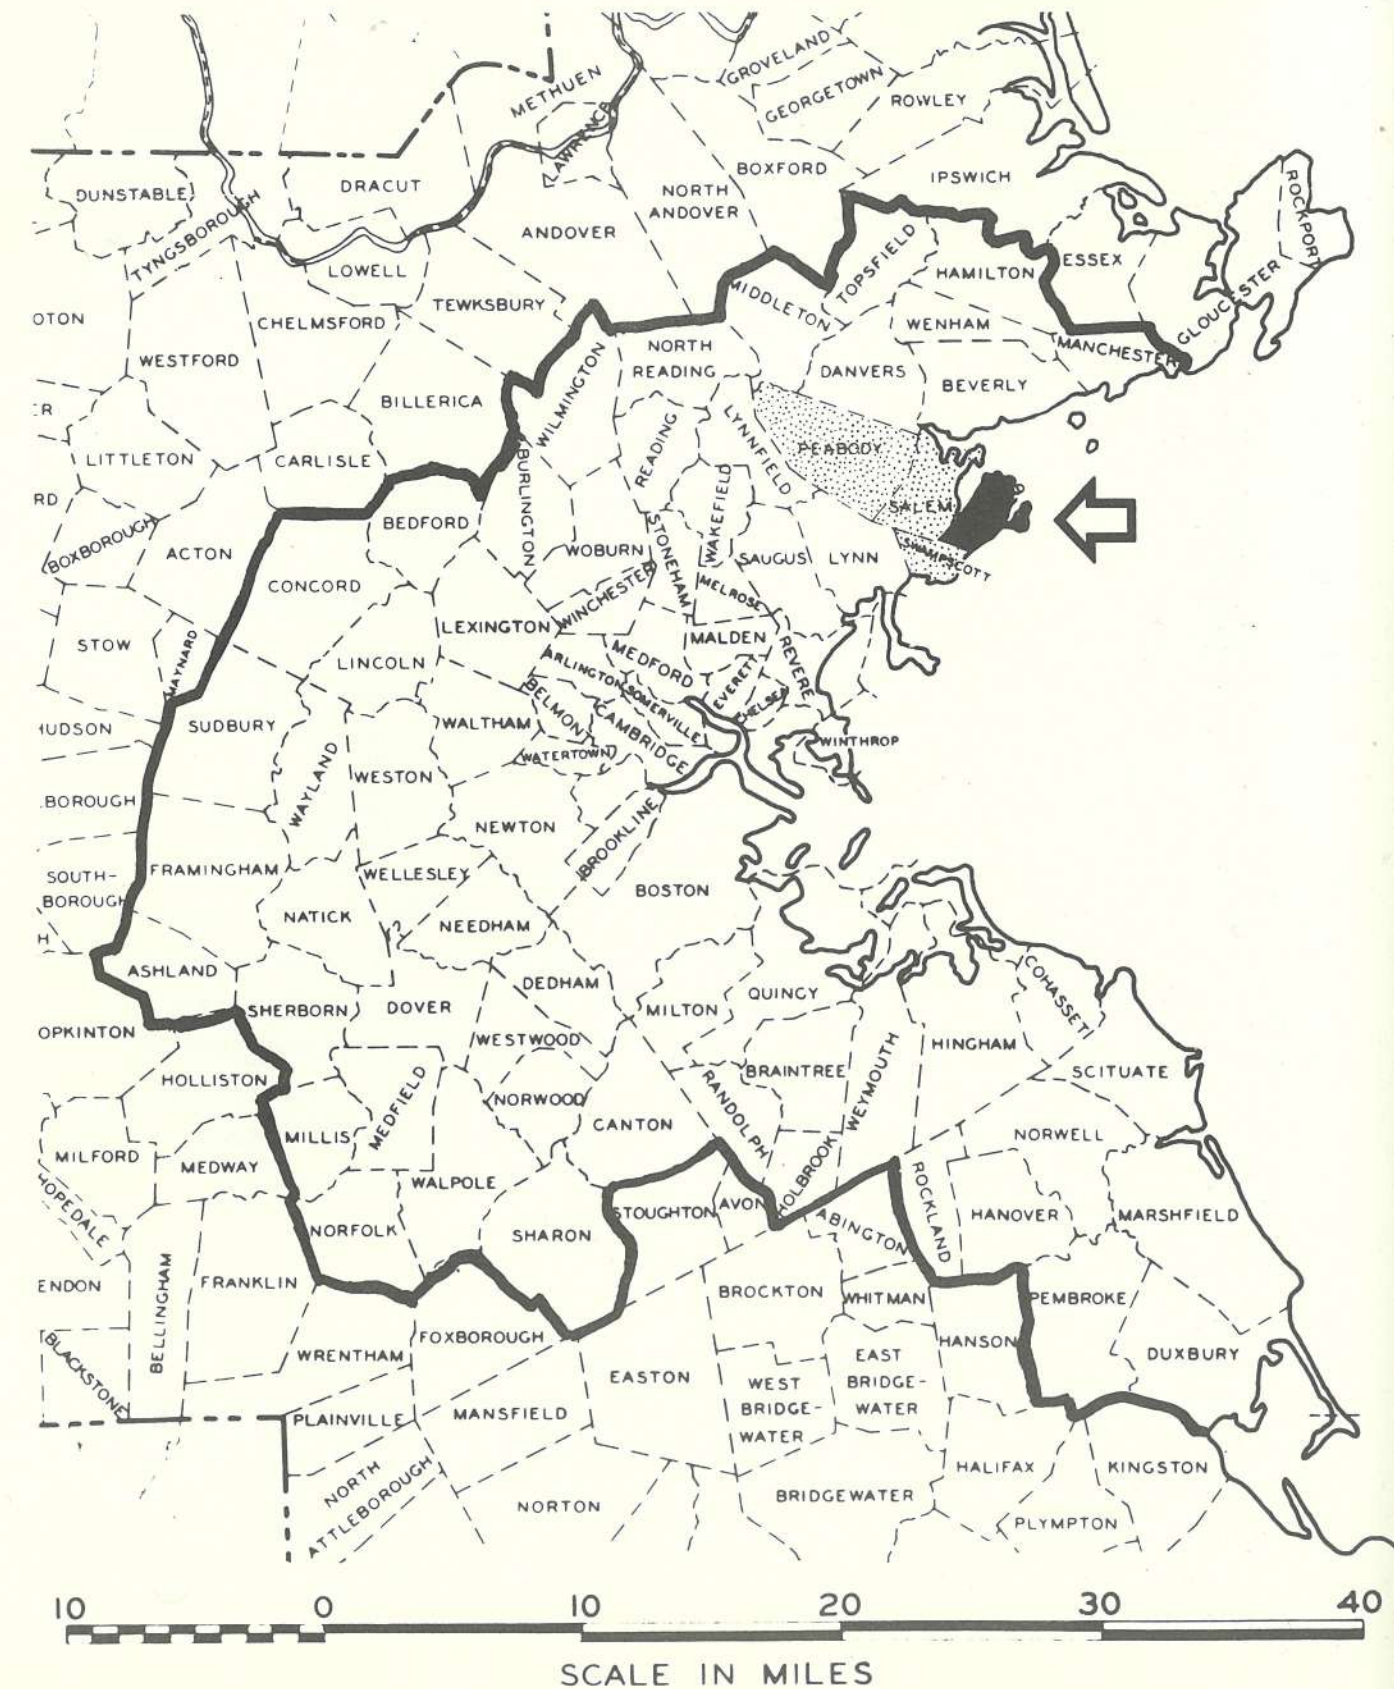 GROVELAND
METHUEN
GEORGETOWN
ROWLEY
LAWRENCE
BOXFORD
IPSWICH
ROCKPORT
DUNSTABLE
DRACUT
NORTH
ANDOVER
TYNGSBOROUGH
ANDOVER
TOPSFIELD
ESSEX
LOWELL
HAMILTON
GLOUCESTER
TEWKSBURY
MIDDLETON
OTON
CHELMSFORD
WENHAM
WESTFORD
NORTH
READING
MANCHESTER
DANVERS
BEVERLY
ER
BILLERICA
WILMINGTON
LYNNFIELD
PEABODY
LITTLETON
CARLISLE
READING
RD
BURLINGTON
WAKEFIELD
SALEM
BEDFORD
BOXBOROUGH
ACTON
STONEHAM
WOBURN
SAUGUS
LYNN
SWAMPSCOTT
CONCORD
WINCHESTER
MELROSE
LEXINGTON
MALDEN
STOW
MAYNARD
LINCOLN
MEDFORD
REVERE
ARLINGTON
EVERETT
SOMERVILLE
CHELSEA
HUDSON
SUDBURY
WALTHAM
BELMONT
CAMBRIDGE
WINTHROP
WATERTOWN
WAYLAND
WESTON
BOROUGH
NEWTON
BROOKLINE
SOUTH-
BOROUGH
FRAMINGHAM
WELLESLEY
BOSTON
NATICK
NEEDHAM
H
ASHLAND
DEDHAM
COHASSET
QUINCY
OPKINTON
SHERBORN
DOVER
MILTON
WESTWOOD
HINGHAM
HOLLISTON
BRAINTREE
WEYMOUTH
SCITUATE
MEDFIELD
NORWOOD
RANDOLPH
MILLIS
CANTON
NORWELL
MILFORD
MEDWAY
HOLBROOK
WALPOLE
ROCKLAND
HOPEDALE
STOUGHTON
AVON
HANOVER
MARSHFIELD
NORFOLK
SHARON
ABINGTON
ENDON
BELLINGHAM
FRANKLIN
BROCKTON
WHITMAN
PEMBROKE
BLACKSTONE
FOXBOROUGH
HANSON
WRENTHAM
EAST
BRIDGE-
WATER
DUXBURY
EASTON
WEST
BRIDGE-
WATER
PLAINVILLE
MANSFIELD
NORTH
ATTLEBOROUGH
HALIFAX
KINGSTON
NORTON
BRIDGEWATER
PLYMPTON
10 0 10 20 30 40
SCALE IN MILES